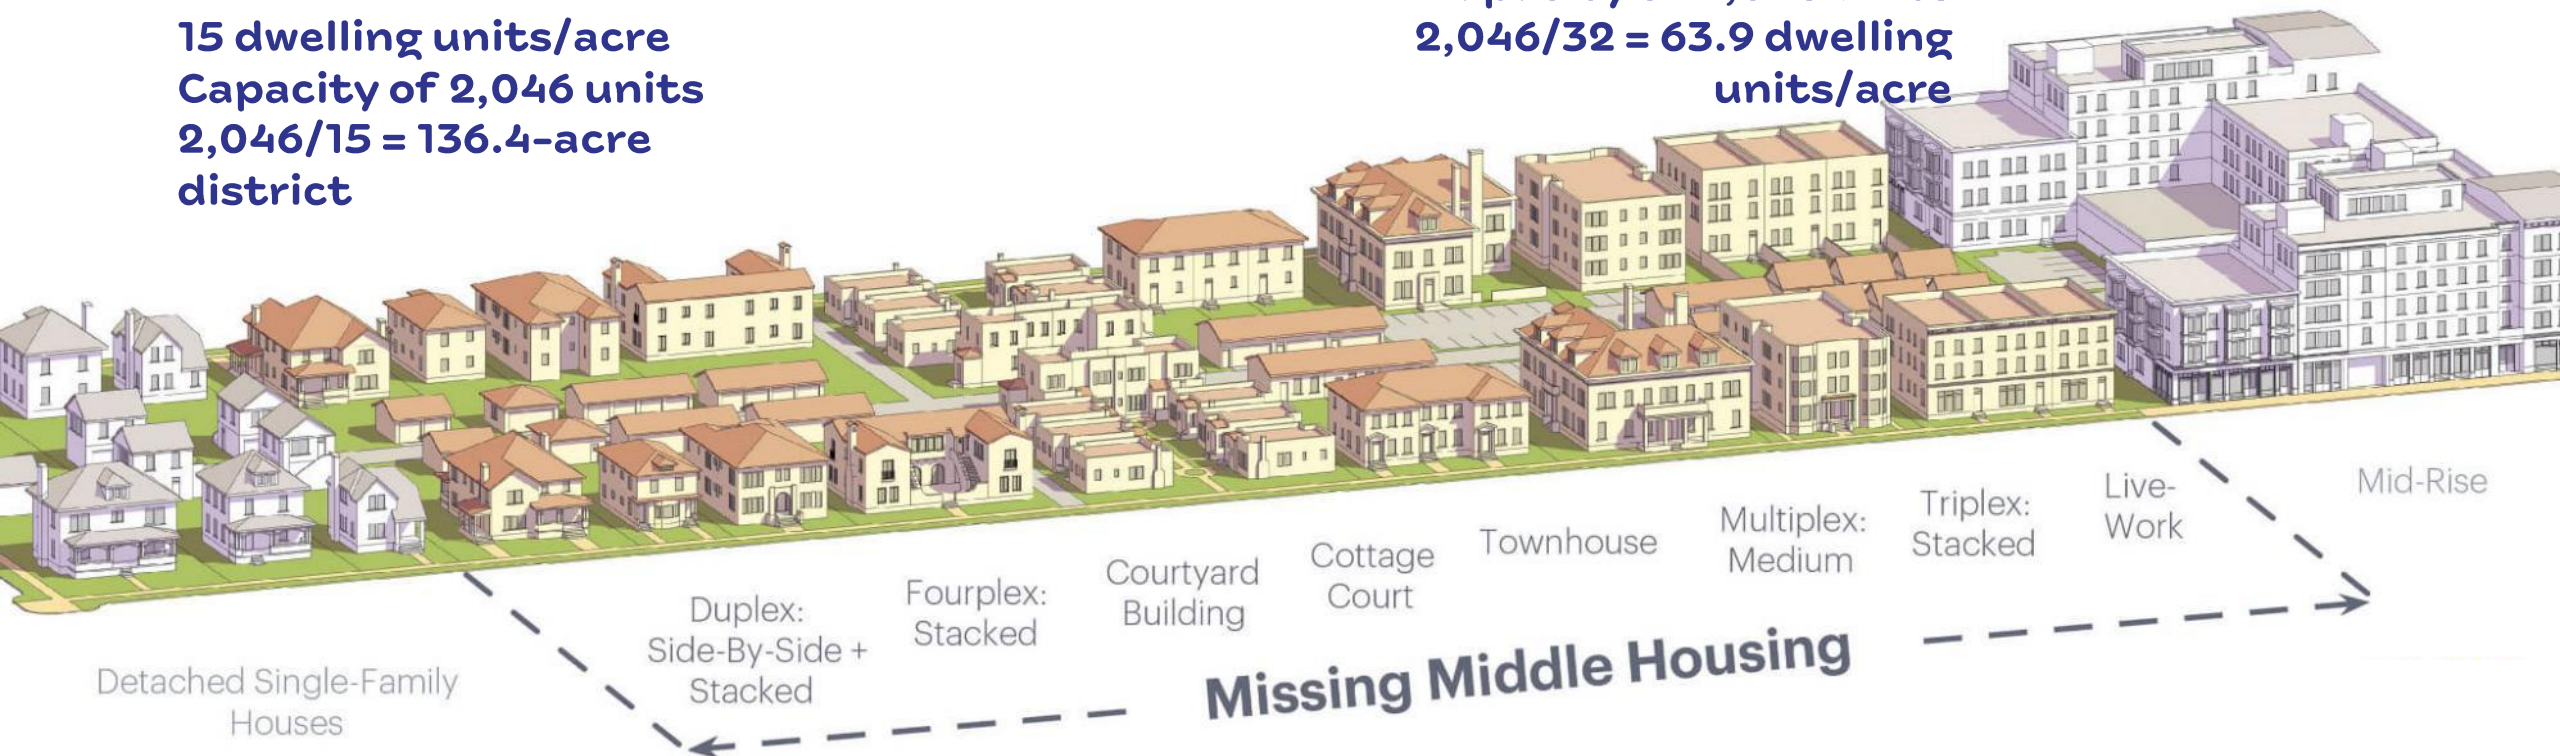 15 dwelling units/acre
Capacity of 2,046 units
2,046/15 = 136.4-acre
district
2,046/32 = 63.9 dwelling
units/acre
Detached Single-Family
Houses
Duplex:
Side-By-Side +
Stacked
Fourplex:
Stacked
Courtyard
Building
Cottage
Court
Townhouse
Multiplex:
Medium
Triplex:
Stacked
Live-
Work
Mid-Rise
Missing Middle Housing